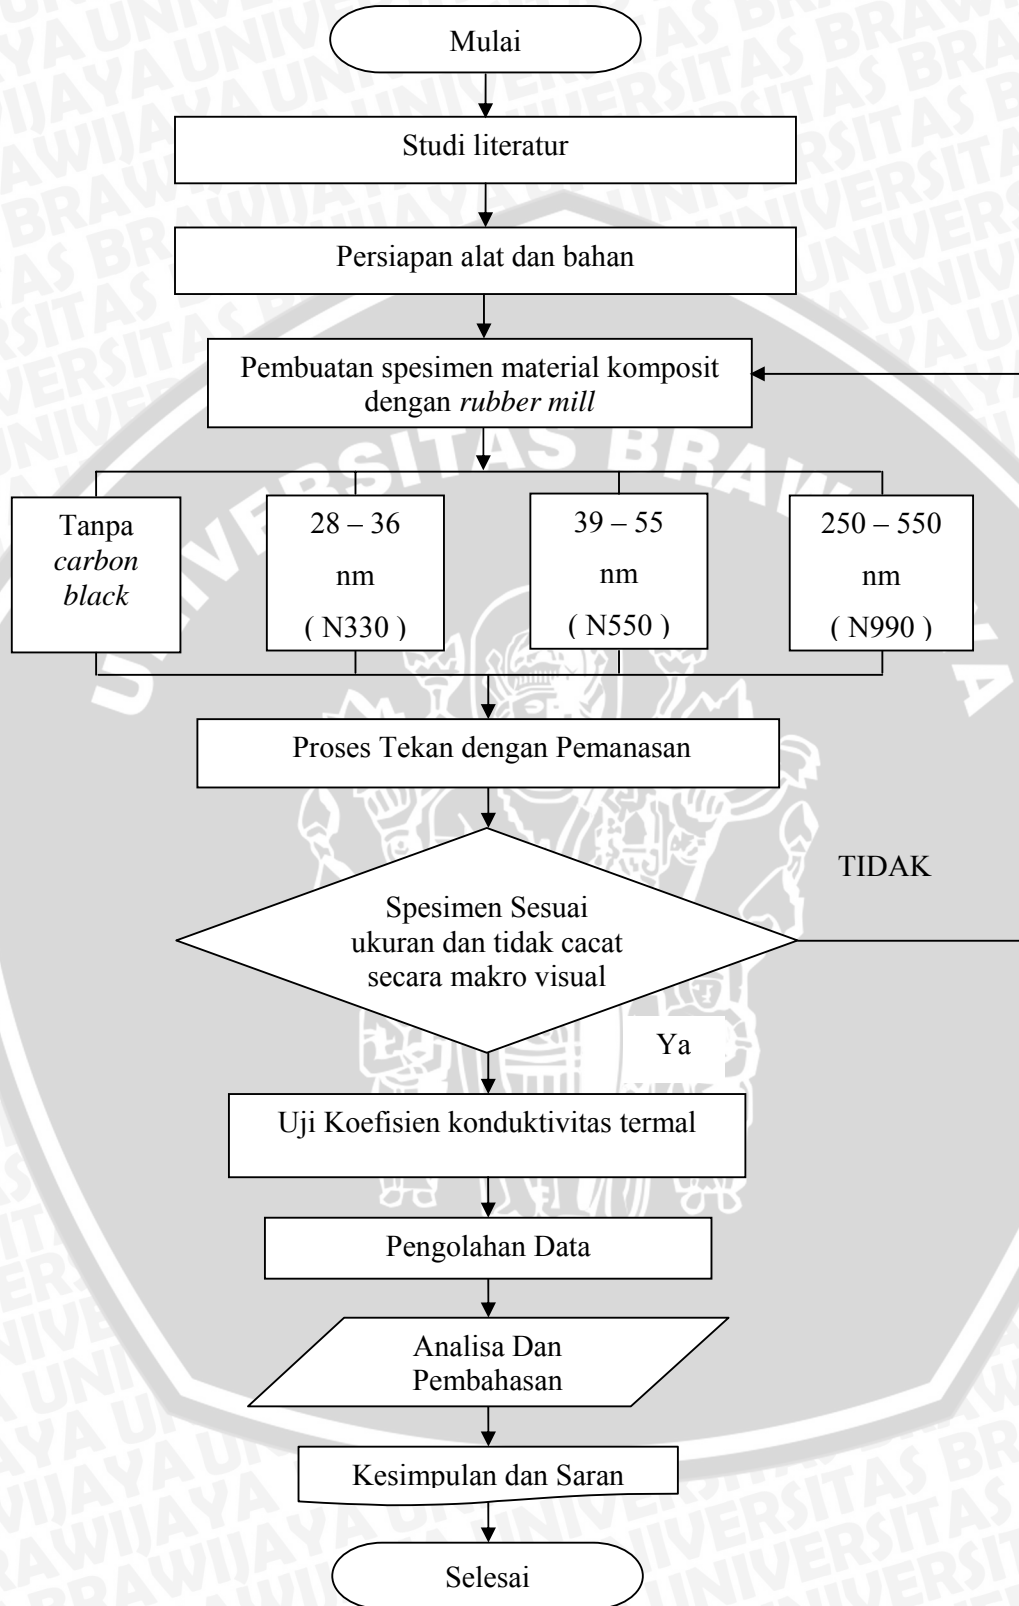 Mulai
Studi literatur
Persiapan alat dan bahan
Pembuatan spesimen material komposit
dengan rubber mill
Tanpa
carbon
black
28 – 36
nm
( N330 )
39 – 55
nm
( N550 )
250 – 550
nm
( N990 )
Proses Tekan dengan Pemanasan
TIDAK
Spesimen Sesuai
ukuran dan tidak cacat
secara makro visual
Ya
Uji Koefisien konduktivitas termal
Pengolahan Data
Analisa Dan
Pembahasan
Kesimpulan dan Saran
Selesai
UNIVERSITAS BRAWIJAYA